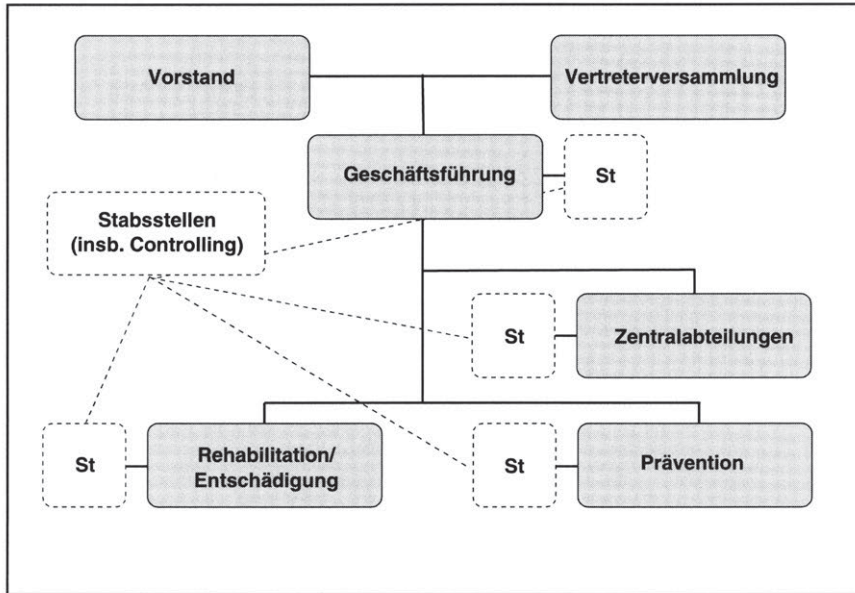 Vorstand
Vertreterversammlung
Geschäftsführung
St
Stabsstellen
(insb. Controlling)
St
Zentralabteilungen
St
Rehabilitation/
Entschädigung
St
Prävention